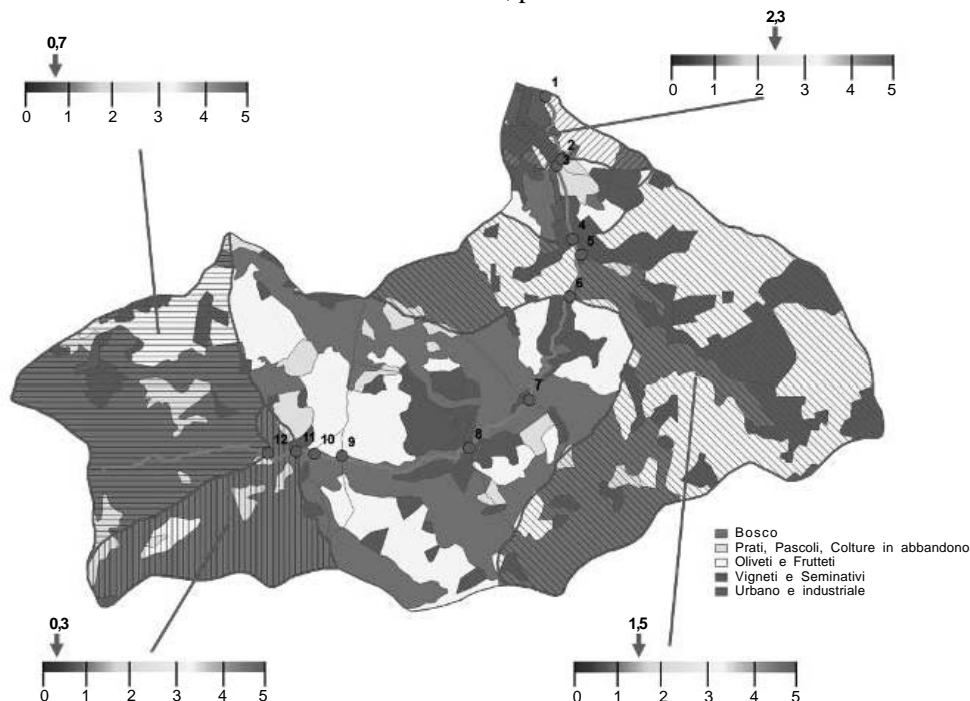 0,7
0 1 2 3 4 5
2,3
0 1 2 3 4 5
1
2
3
4
5
6
7
8
9
10
11
12
Bosco
Prati, Pascoli, Colture in abbandono
Oliveti e Frutteti
Vigneti e Seminativi
Urbano e industriale
0,3
0 1 2 3 4 5
1,5
0 1 2 3 4 5